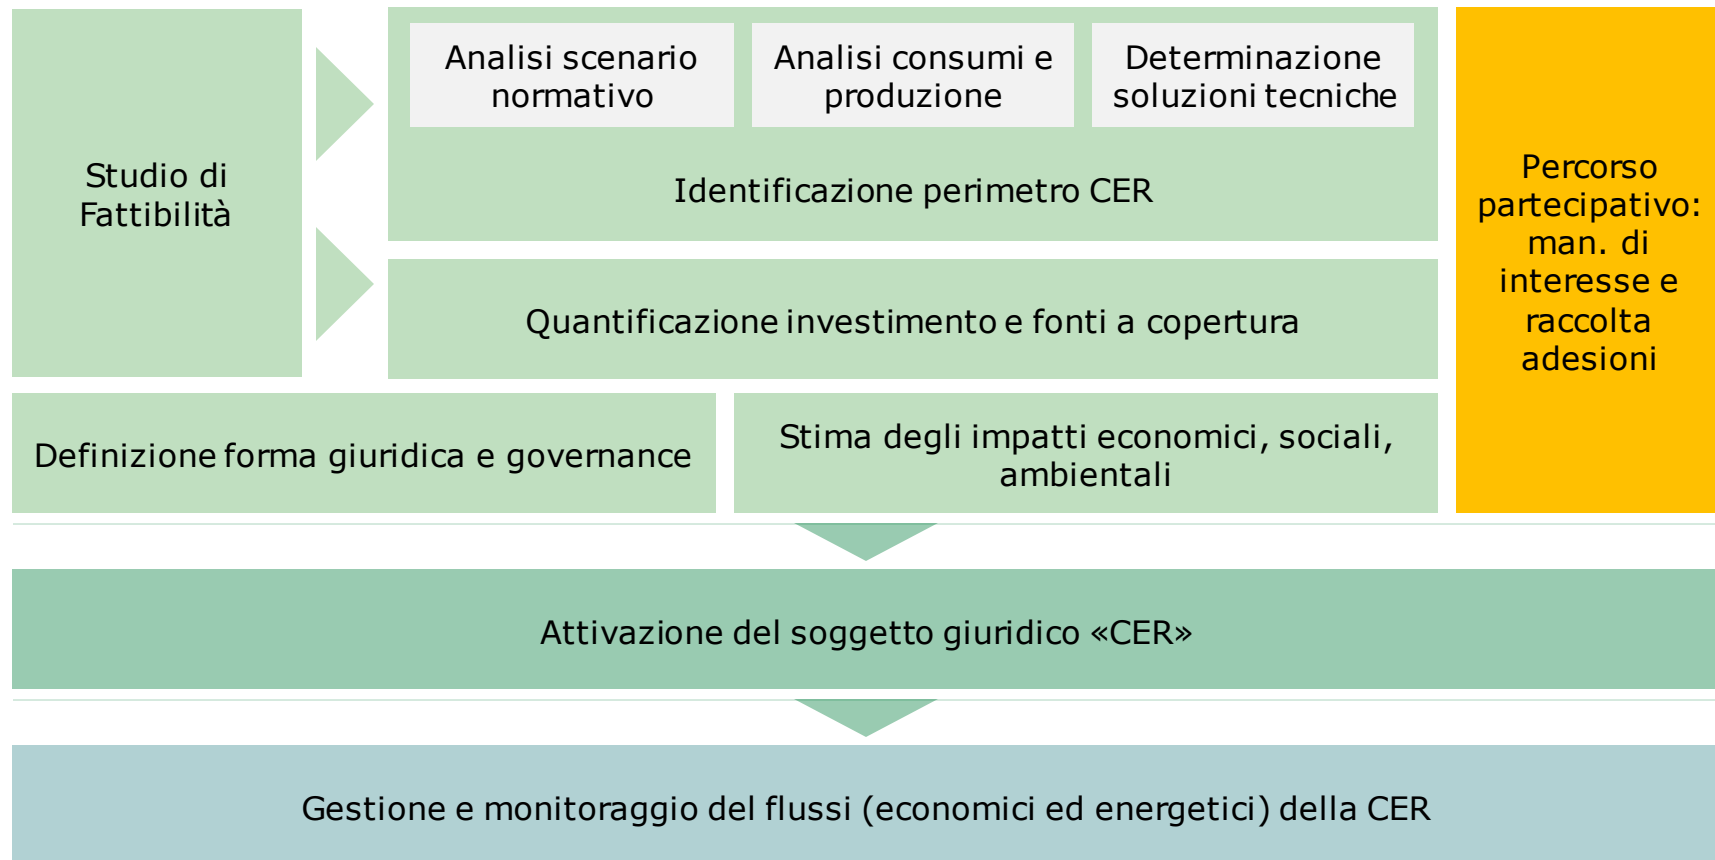 Studio di
Fattibilità
Analisi scenario
normativo
Analisi consumi e
produzione
Determinazione
soluzioni tecniche
Identificazione perimetro CER
Quantificazione investimento e fonti a copertura
Percorso
partecipativo:
man. di
interesse e
raccolta
adesioni
Definizione forma giuridica e governance
Stima degli impatti economici, sociali,
ambientali
Attivazione del soggetto giuridico «CER»
Gestione e monitoraggio del flussi (economici ed energetici) della CER